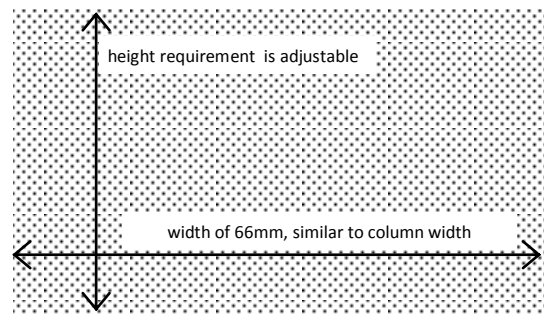 height requirement is adjustable
width of 66mm, similar to column width